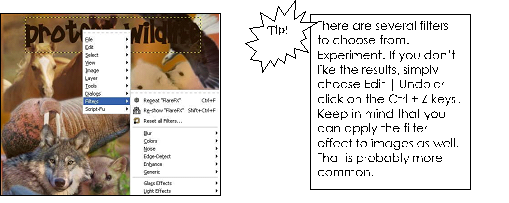 protect wildlife
File
Edit
Select
View
Image
Layer
Tools
Dialogs
Filters
Script-Fu
Repeat "FlareFX" Ctrl+F
Re-show "FlareFX" Shift+Ctrl+F
Reset all Filters...
Blur
Colors
Noise
Edge-Detect
Enhance
Generic
Glass Effects
Light Effects
Tip!
There are several filters
to choose from.
Experiment. If you don't
like the results, simply
choose Edit | Undo or
click on the Ctrl + Z keys.
Keep in mind that you
can apply the filter
effect to images as well.
That is probably more
common.